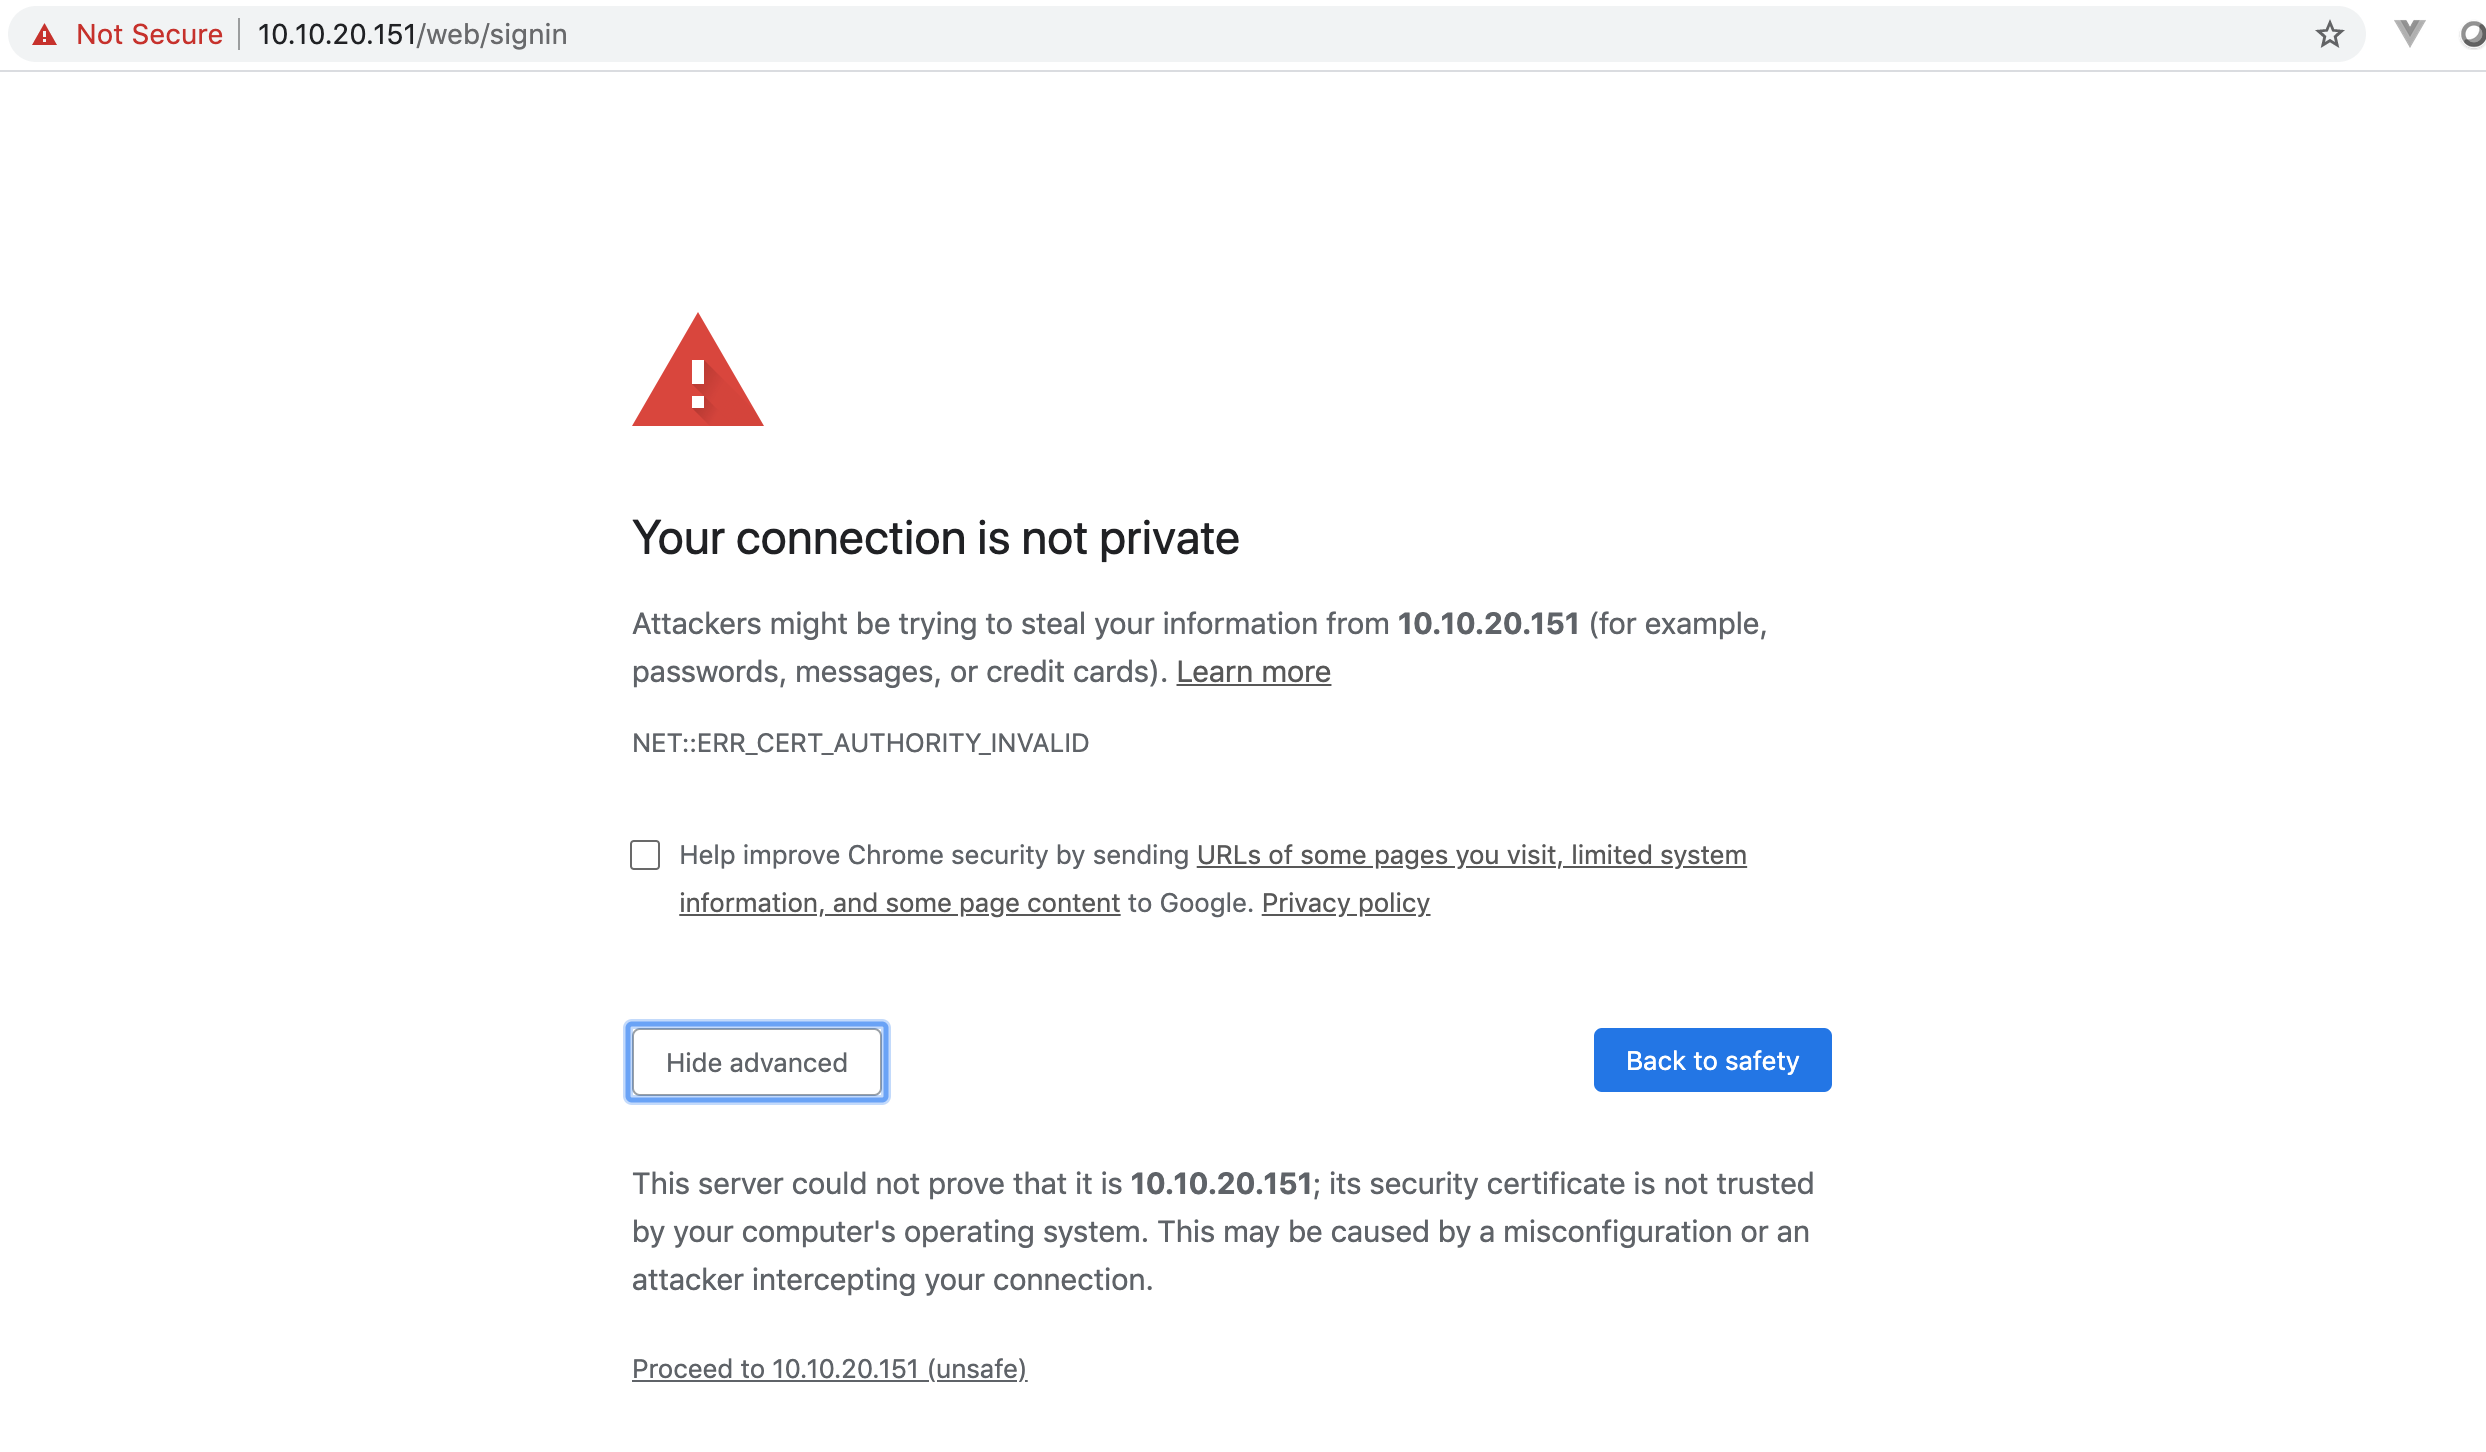 Not Secure 10.10.20.151/web/signin
Your connection is not private
Attackers might be trying to steal your information from 10.10.20.151 (for example,
passwords, messages, or credit cards). Learn more
NET::ERR_CERT_AUTHORITY_INVALID
Help improve Chrome security by sending URLs of some pages you visit, limited system
information, and some page content to Google. Privacy policy
Hide advanced
Back to safety
This server could not prove that it is 10.10.20.151; its security certificate is not trusted
by your computer's operating system. This may be caused by a misconfiguration or an
attacker intercepting your connection.
Proceed to 10.10.20.151 (unsafe)